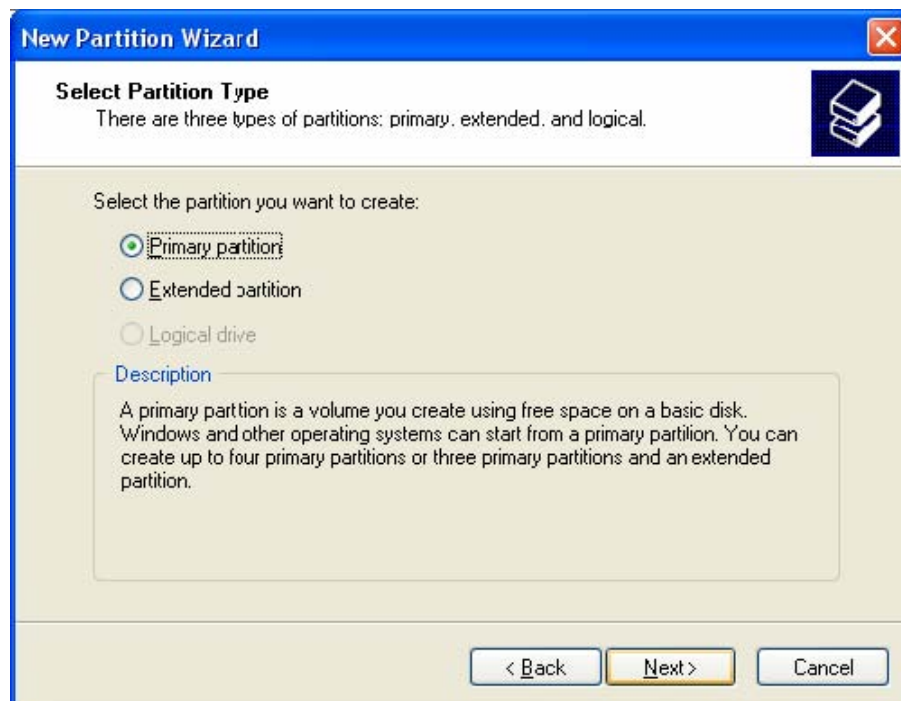 New Partition Wizard
Select Partition Type
There are three types of partitions: primary, extended, and logical.
Select the partition you want to create:
Primary partition
Extended partition
Logical drive
Description
A primary partition is a volume you create using free space on a basic disk.
Windows and other operating systems can start from a primary partition. You can
create up to four primary partitions or three primary partitions and an extended
partition.
< Back
Next >
Cancel